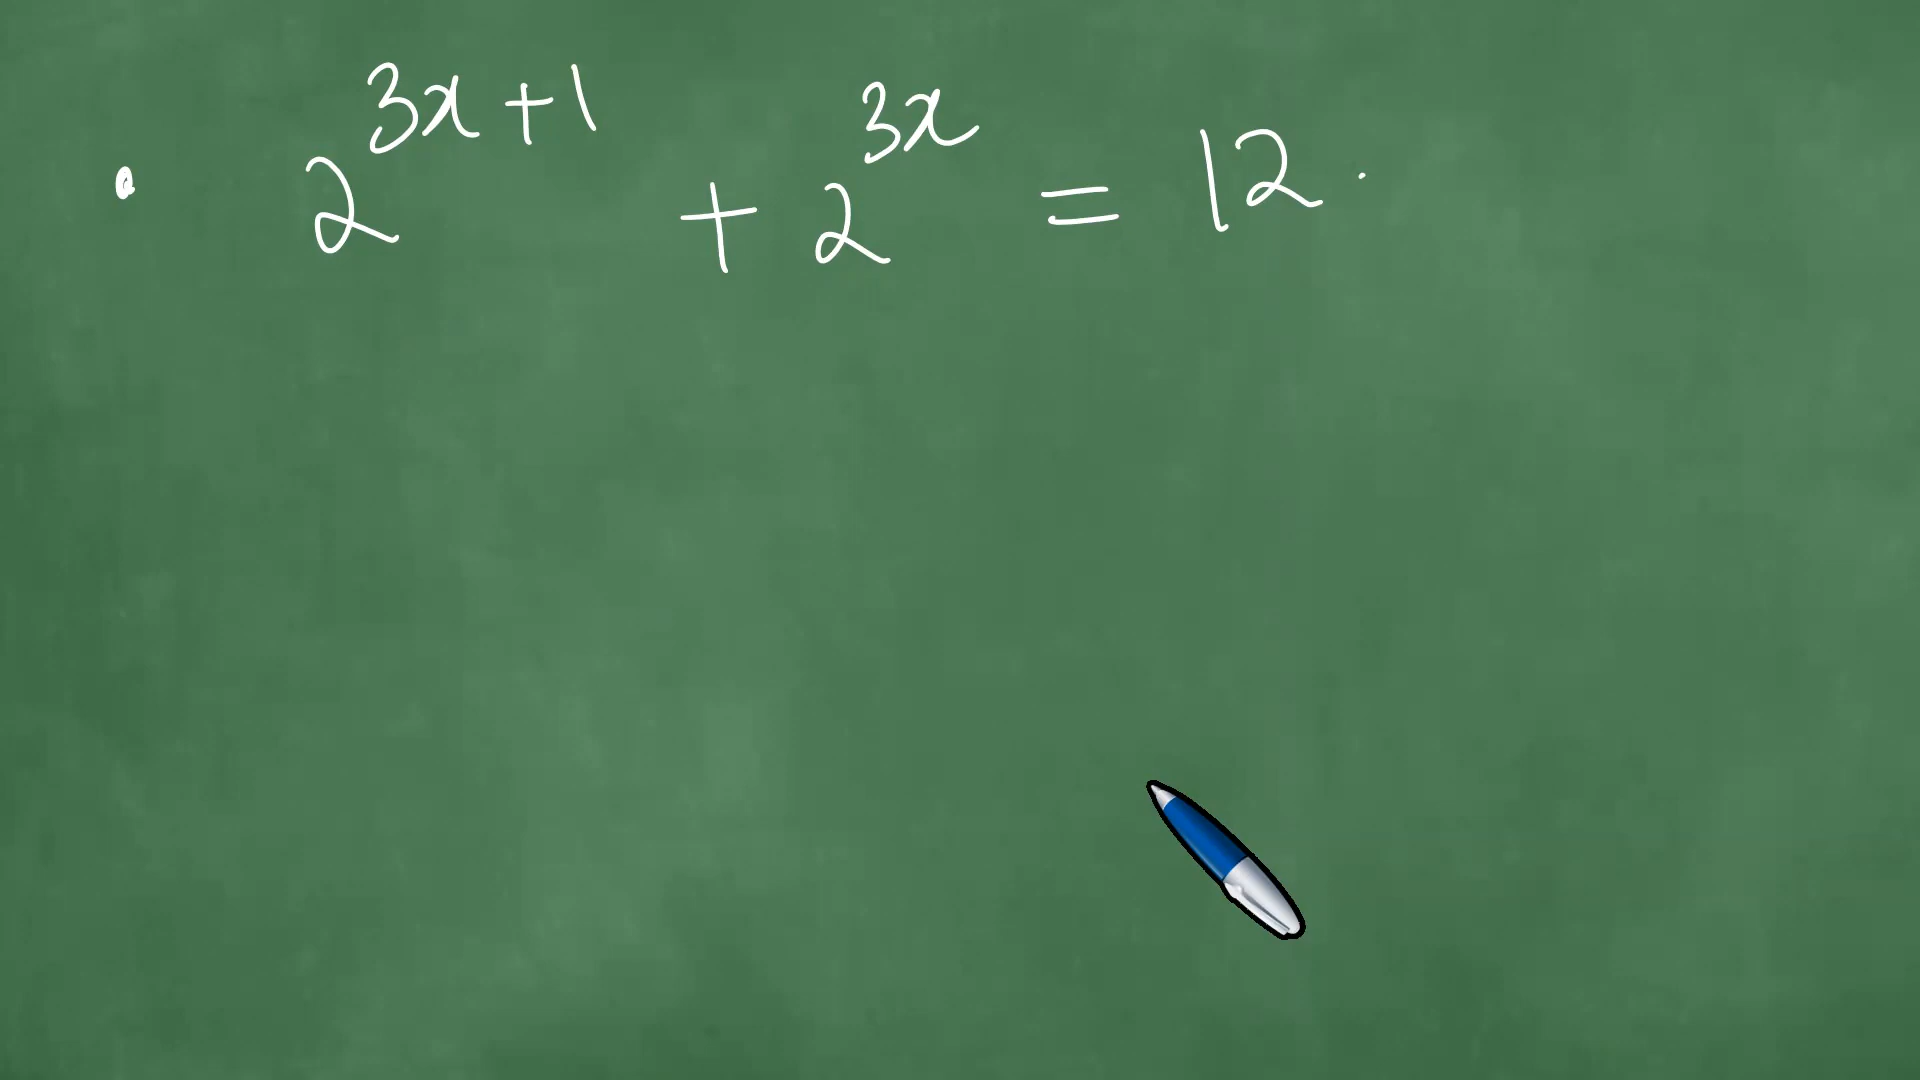 • 2^{3x+1} + 2^{3x} = 12.